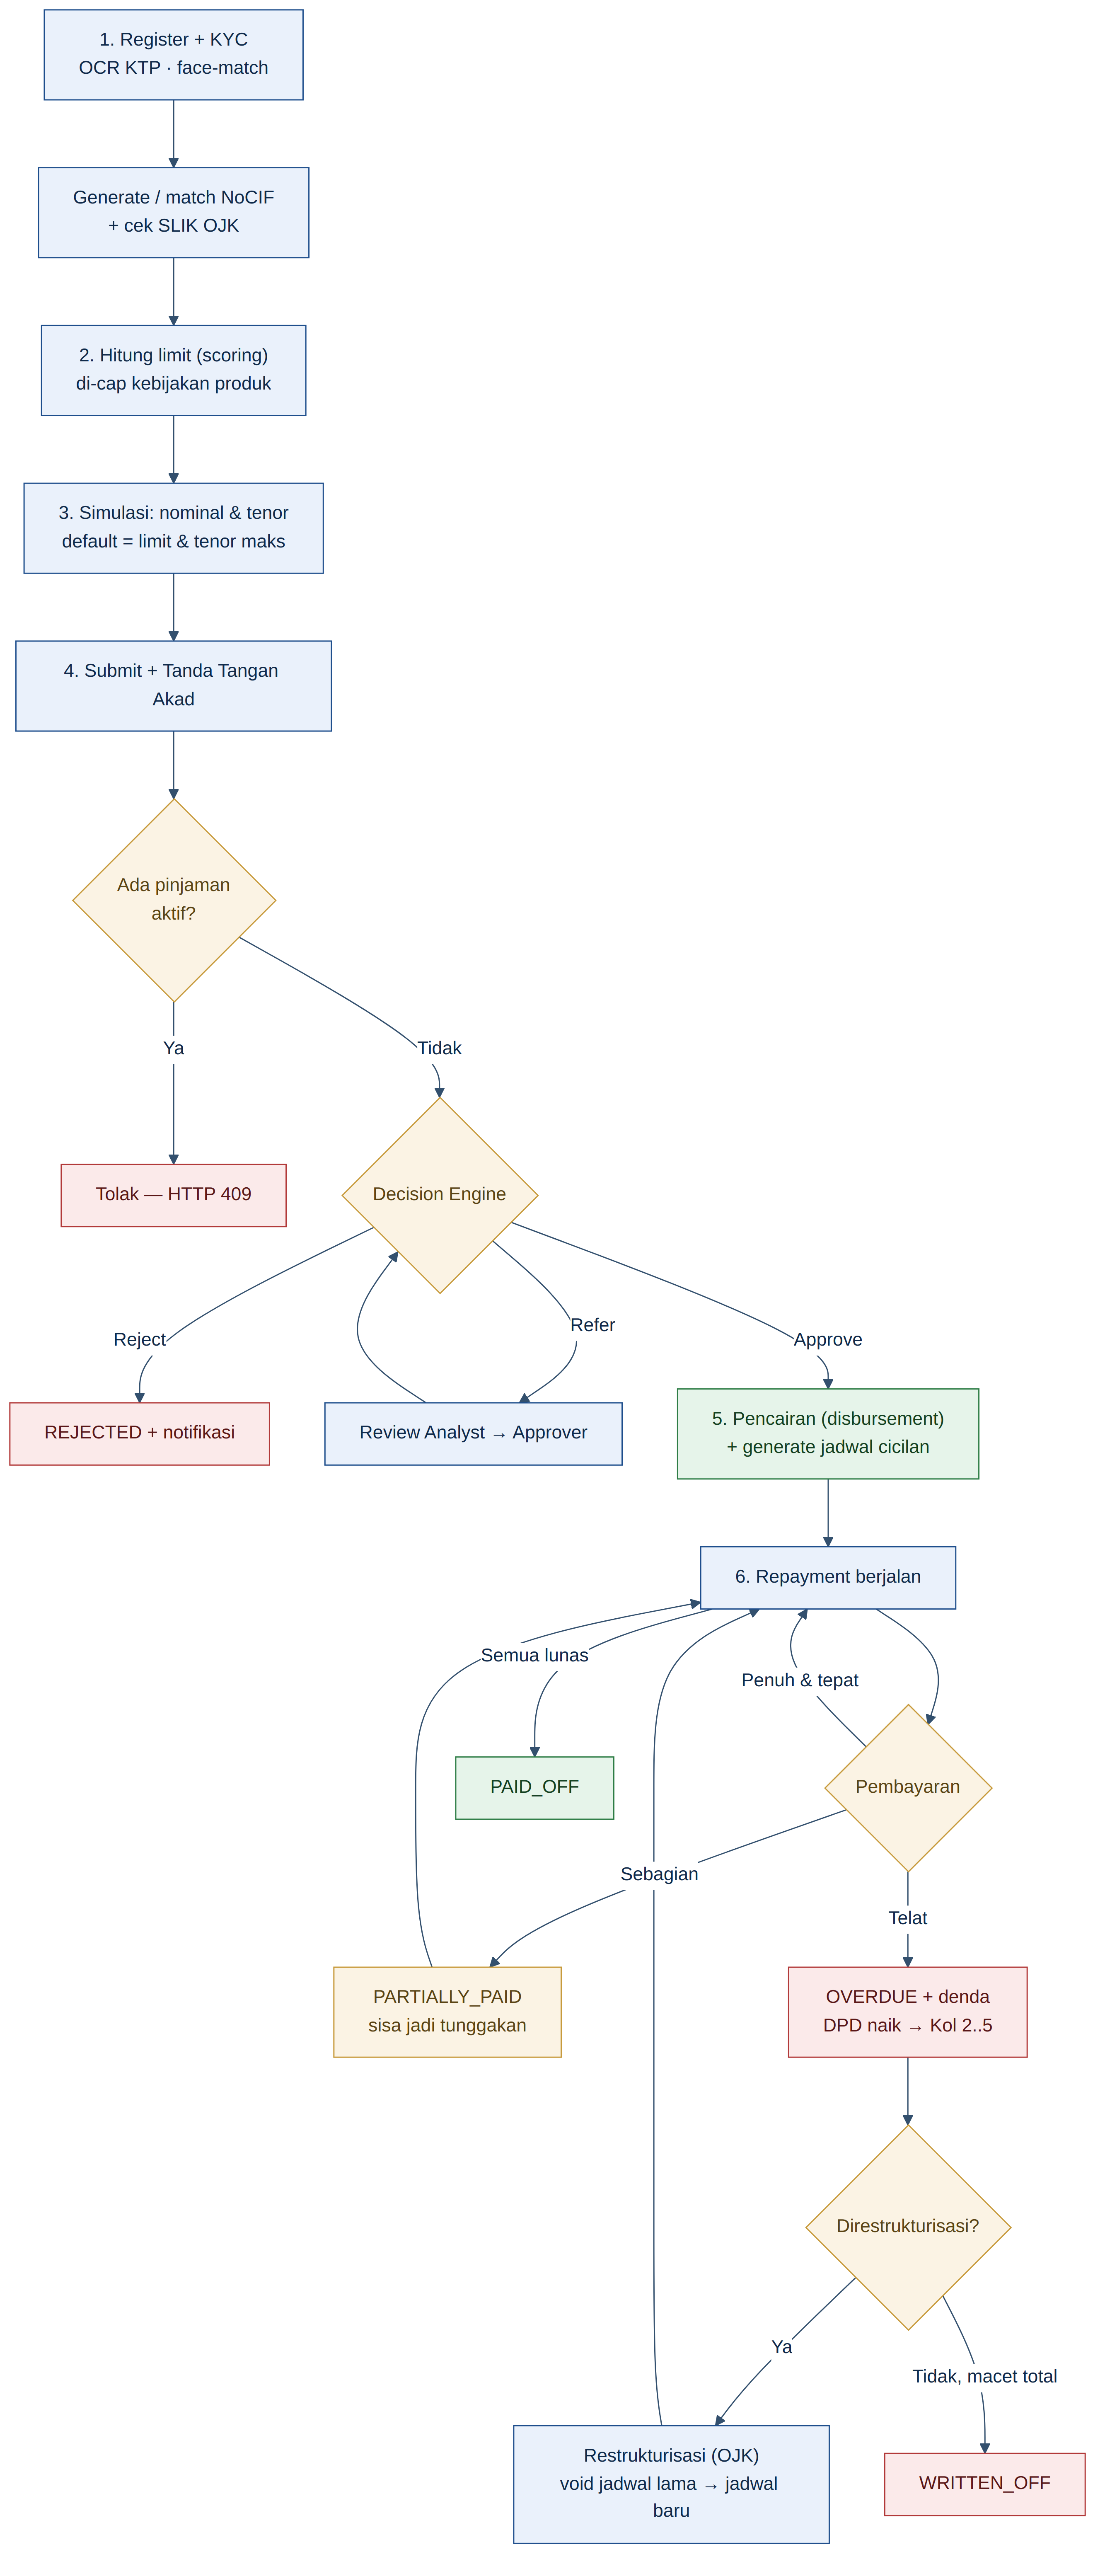 1. Register + KYC
OCR KTP · face-match
Generate / match NoCIF
+ cek SLIK OJK
2. Hitung limit (scoring)
di-cap kebijakan produk
3. Simulasi: nominal & tenor
default = limit & tenor maks
4. Submit + Tanda Tangan
Akad
Ada pinjaman
aktif?
Ya
Tidak
Tolak — HTTP 409
Decision Engine
Reject
Refer
Approve
REJECTED + notifikasi
Review Analyst → Approver
5. Pencairan (disbursement)
+ generate jadwal cicilan
6. Repayment berjalan
Semua lunas
Penuh & tepat
PAID_OFF
Pembayaran
Sebagian
Telat
PARTIALLY_PAID
sisa jadi tunggakan
OVERDUE + denda
DPD naik → Kol 2..5
Direstrukturisasi?
Ya
Tidak, macet total
Restrukturisasi (OJK)
void jadwal lama → jadwal
baru
WRITTEN_OFF